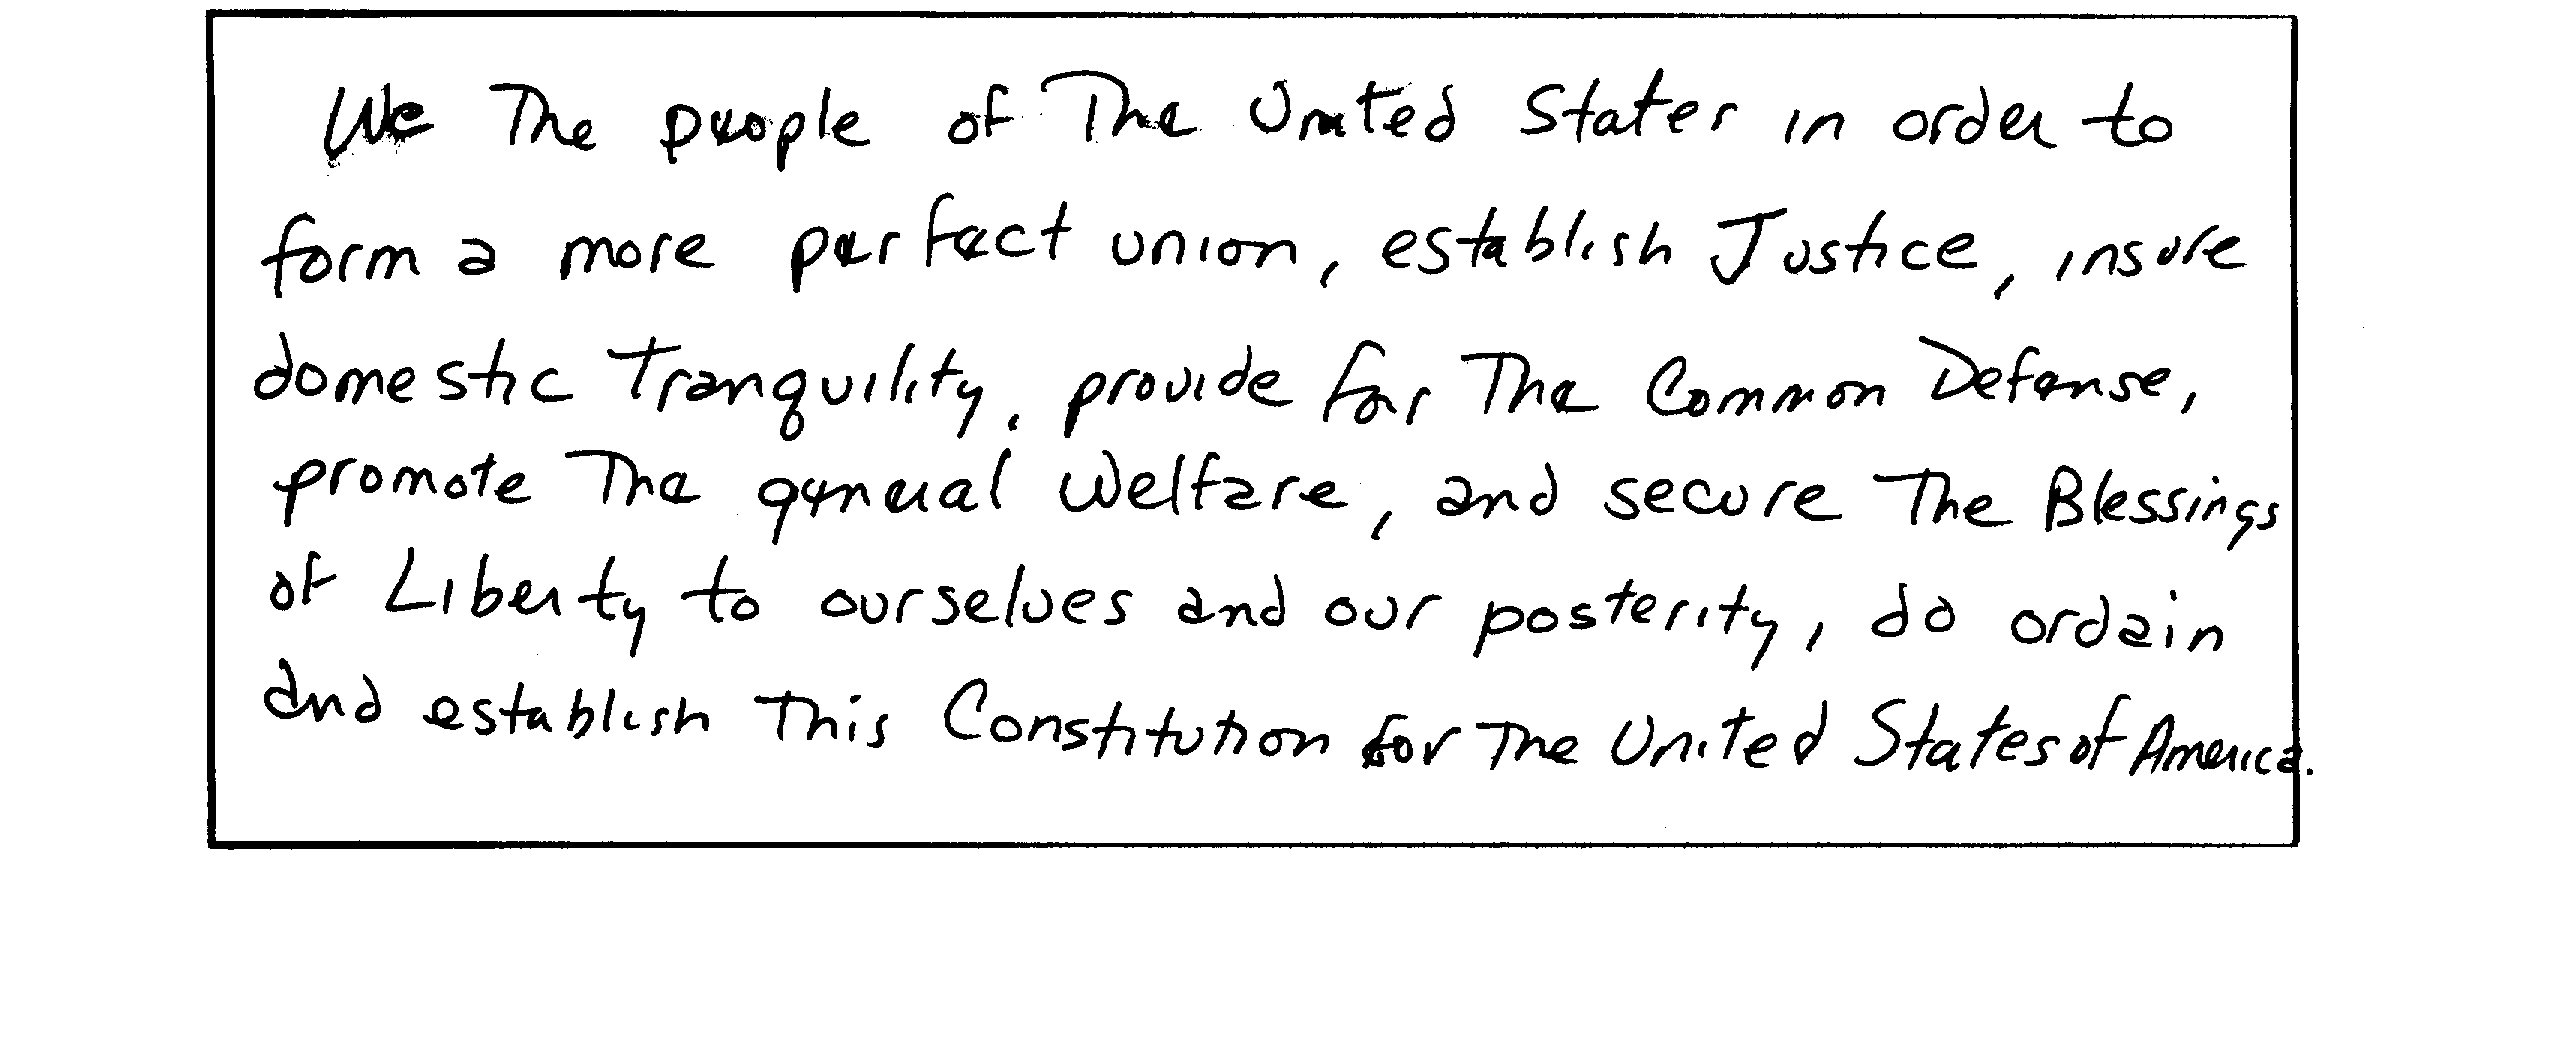 We The people of The United States in order to
form a more perfect union, establish Justice, insure
domestic Tranquility, provide for The Common Defense,
promote The general Welfare, and secure The Blessings
of Liberty to ourselves and our posterity, do ordain
and establish This Constitution for The United States of America.